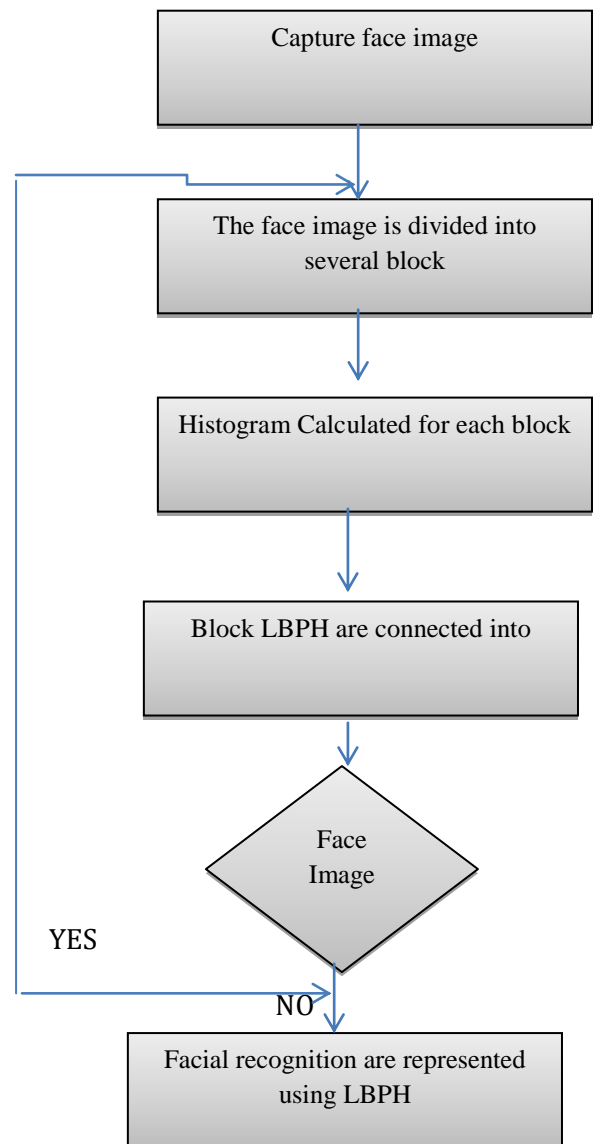 Capture face image
The face image is divided into
several block
Histogram Calculated for each block
Block LBPH are connected into
Face
Image
YES
NO
Facial recognition are represented
using LBPH